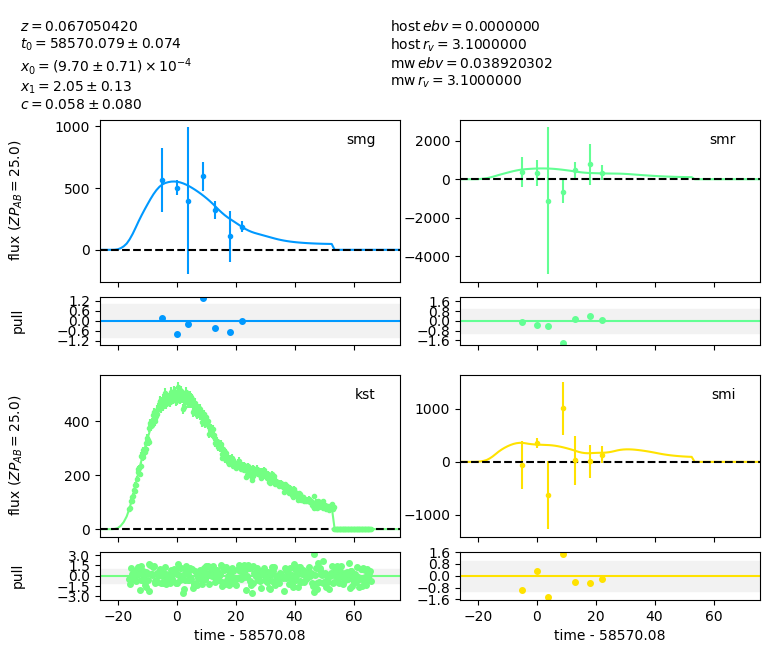 z = 0.067050420
t₀ = 58570.079 ± 0.074
x₀ = (9.70 ± 0.71) × 10⁻⁴
x₁ = 2.05 ± 0.13
c = 0.058 ± 0.080
host ebv = 0.0000000
host r_v = 3.1000000
mw ebv = 0.038920302
mw r_v = 3.1000000
flux (ZP_AB = 25.0)
1000
500
0
smg
2000
0
−2000
−4000
smr
pull
1.2
0.6
0.0
−0.6
−1.2
1.6
0.8
0.0
−0.8
−1.6
flux (ZP_AB = 25.0)
400
200
0
kst
1000
0
−1000
smi
pull
3.0
1.5
0.0
−1.5
−3.0
1.6
0.8
0.0
−0.8
−1.6
−20 0 20 40 60
−20 0 20 40 60
time - 58570.08
time - 58570.08